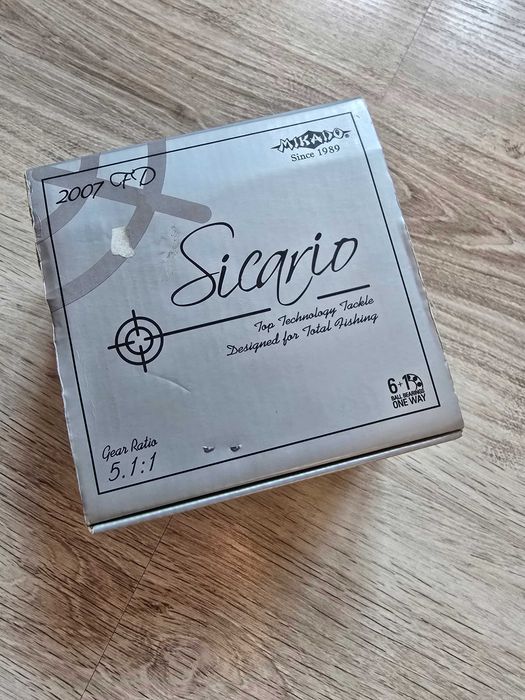 MIKADO®
Since 1989
2007 CFD
Sicario
Top Technology Tackle
Designed for Total Fishing
6+1
BALL BEARINGS
ONE WAY
Gear Ratio
5.1:1